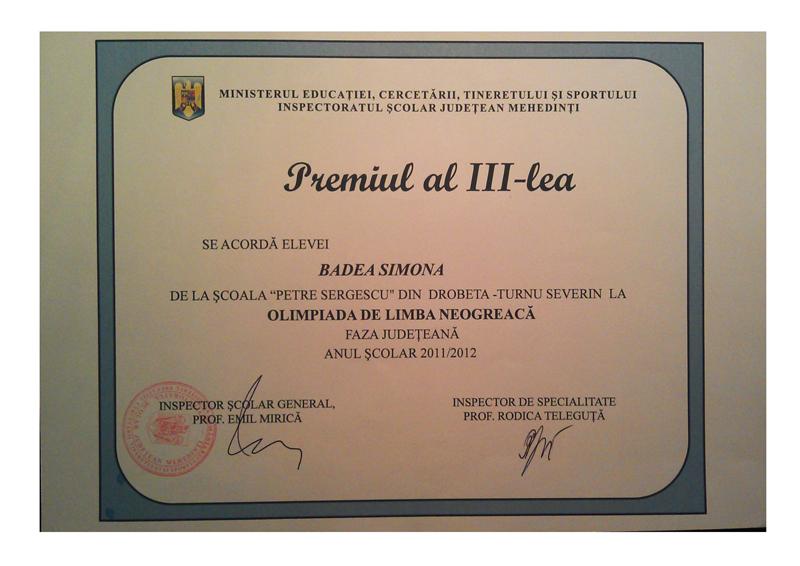 MINISTERUL EDUCAȚIEI, CERCETĂRII, TINERETULUI ȘI SPORTULUI
INSPECTORATUL ȘCOLAR JUDEȚEAN MEHEDINȚI
Premiul al III-lea
SE ACORDĂ ELEVEI
BADEA SIMONA
DE LA ȘCOALA “PETRE SERGESCU" DIN DROBETA -TURNU SEVERIN LA
OLIMPIADA DE LIMBA NEOGREACĂ
FAZA JUDEȚEANĂ
ANUL ȘCOLAR 2011/2012
INSPECTOR ȘCOLAR GENERAL,
PROF. EMIL MIRICĂ
INSPECTOR DE SPECIALITATE
PROF. RODICA TELEGUȚĂ